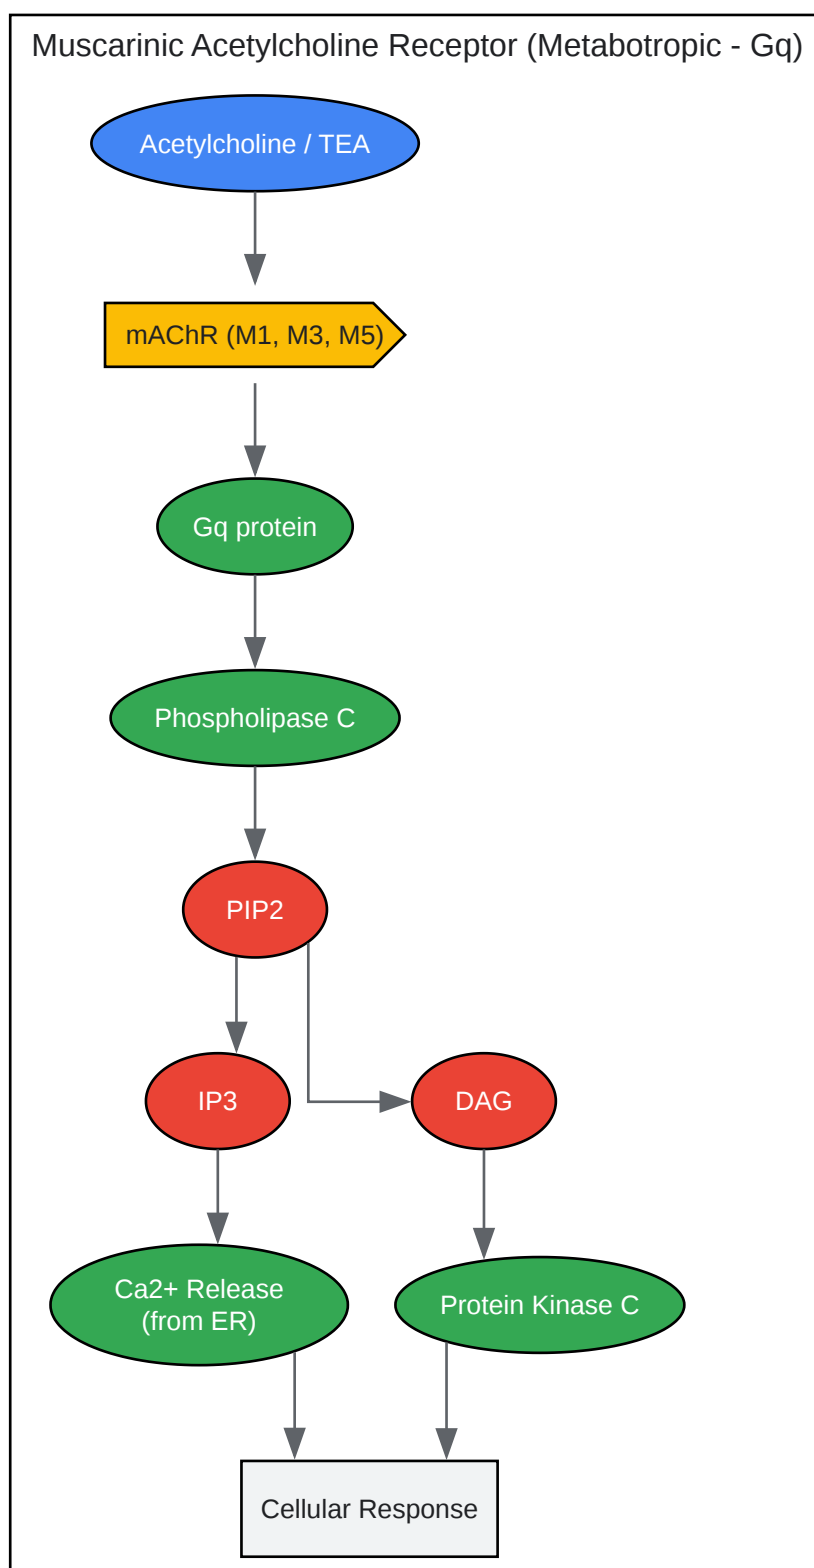 Muscarinic Acetylcholine Receptor (Metabotropic - Gq)
Acetylcholine / TEA
mAChR (M1, M3, M5)
Gq protein
Phospholipase C
PIP2
IP3
DAG
Ca2+ Release
(from ER)
Protein Kinase C
Cellular Response